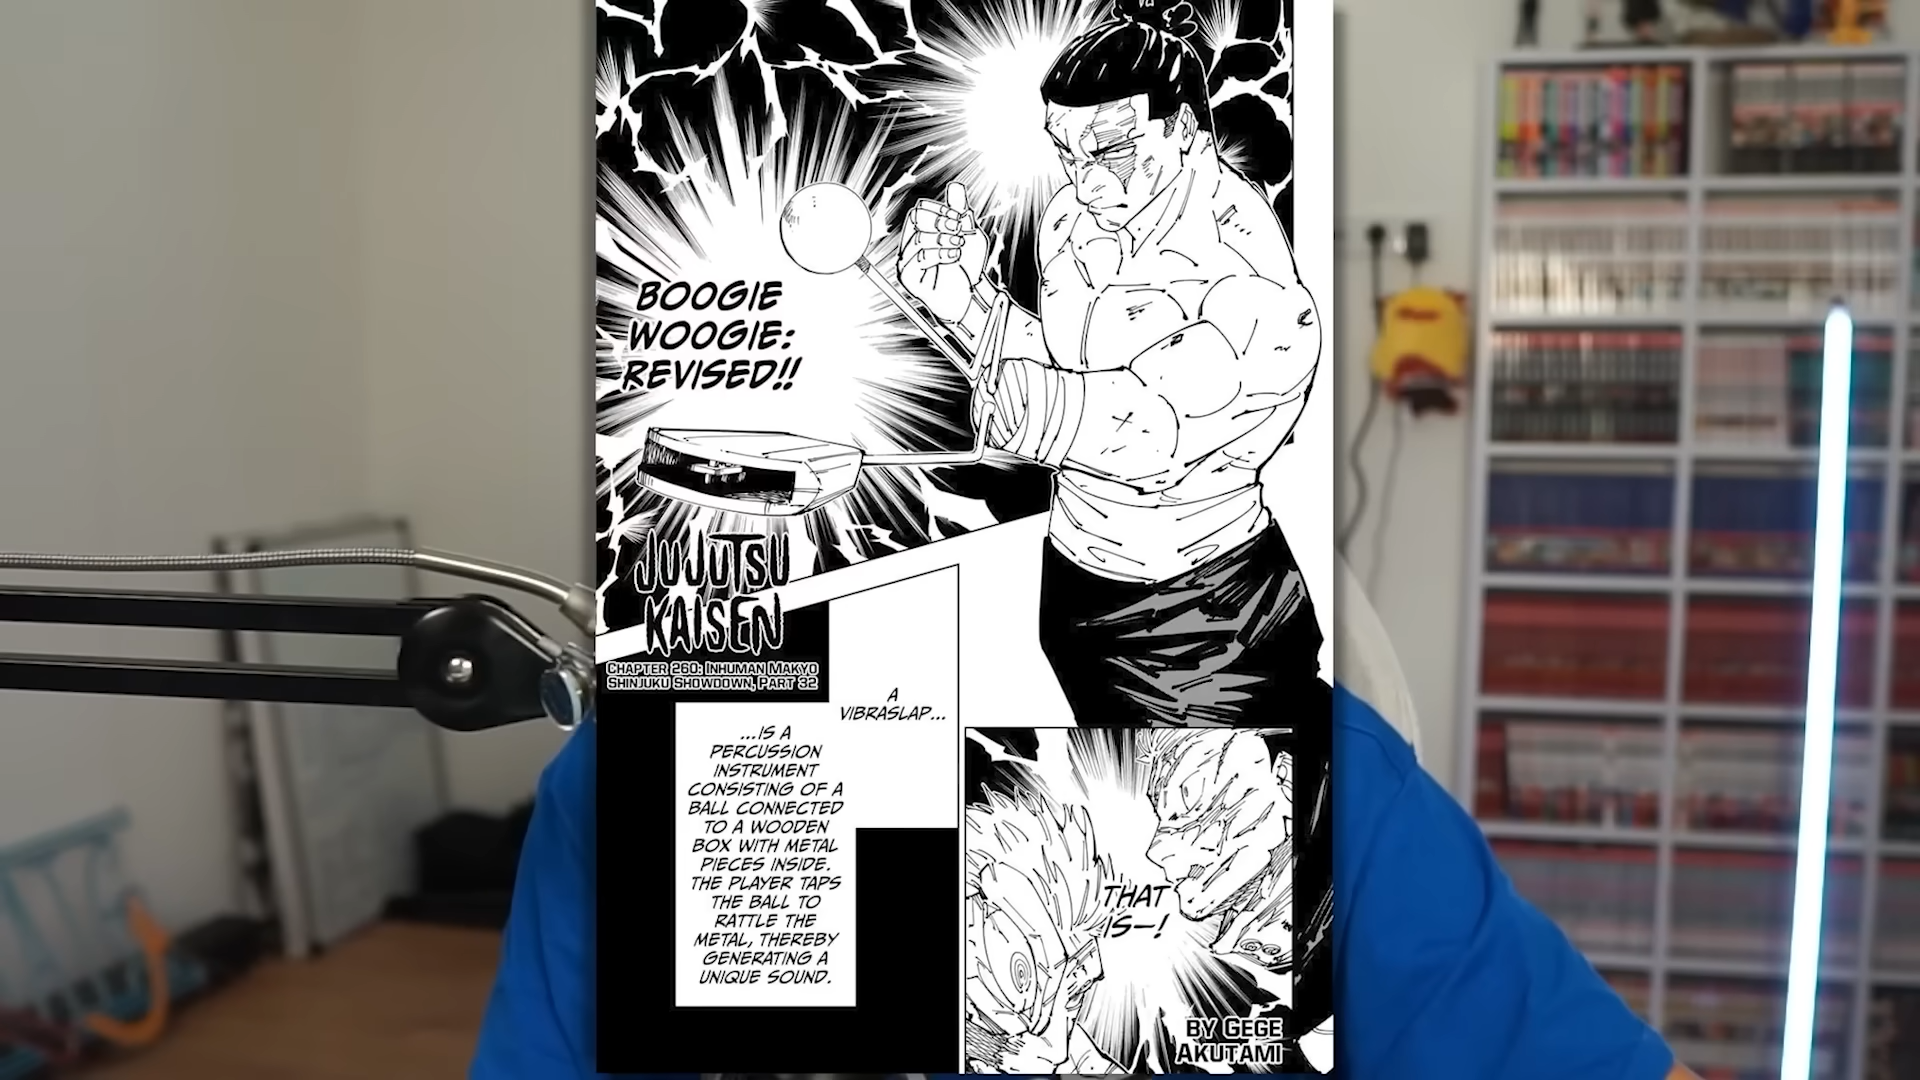 BOOGIE
WOOGIE:
REVISED!!
JUJUTSU
KAISEN
CHAPTER 260: INHUMAN MAKYO
SHINJUKU SHOWDOWN, PART 32
A
VIBRASLAP...
...IS A
PERCUSSION
INSTRUMENT
CONSISTING OF A
BALL CONNECTED
TO A WOODEN
BOX WITH METAL
PIECES INSIDE.
THE PLAYER TAPS
THE BALL TO
RATTLE THE
METAL, THEREBY
GENERATING A
UNIQUE SOUND.
THAT
IS—!
BY GEGE
AKUTAMI